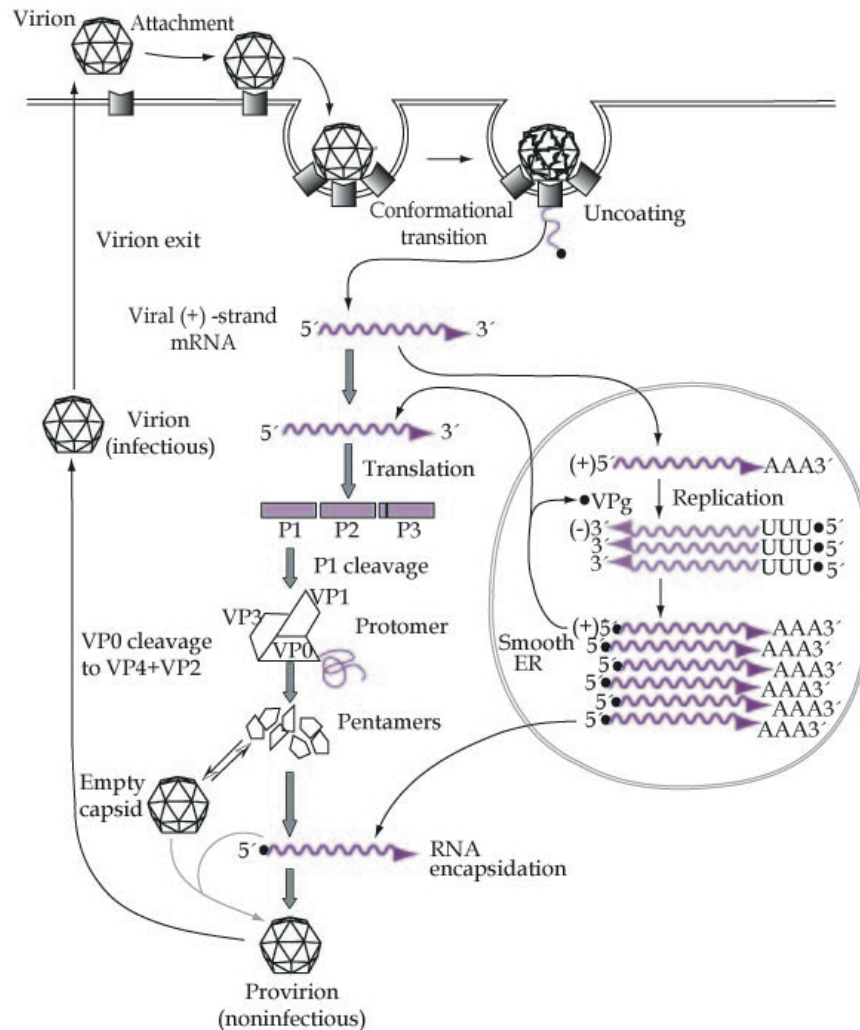 Virion
Attachment
Conformational
transition
Uncoating
Virion exit
Viral (+) -strand
mRNA
5´ 3´
Virion
(infectious)
5´ 3´
Translation
P1 P2 P3
P1 cleavage
VP3 VP1
VP0
Protomer
VP0 cleavage
to VP4+VP2
Pentamers
Empty
capsid
5´
RNA
encapsidation
Provirion
(noninfectious)
(+)5´ AAA3´
VPg
Replication
(-)3´ UUU 5´
3´ UUU 5´
3´ UUU 5´
Smooth
ER
(+)5´ AAA3´
5´ AAA3´
5´ AAA3´
5´ AAA3´
5´ AAA3´
5´ AAA3´